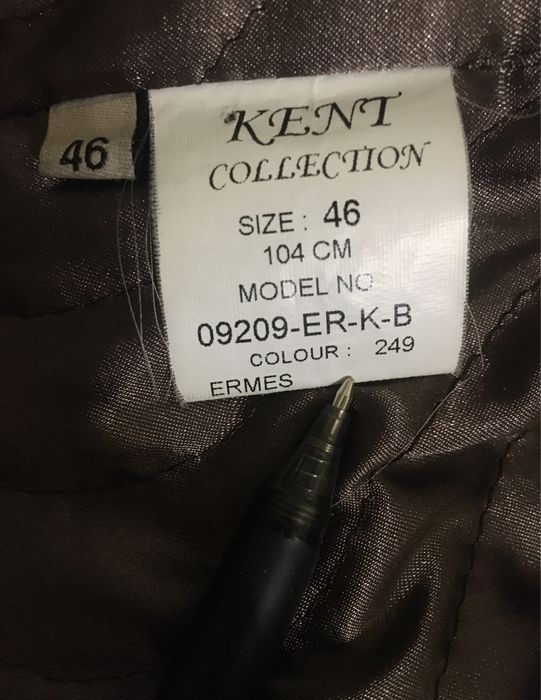 46
KENT
COLLECTION
SIZE : 46
104 CM
MODEL NO
09209-ER-K-B
COLOUR : 249
ERMES